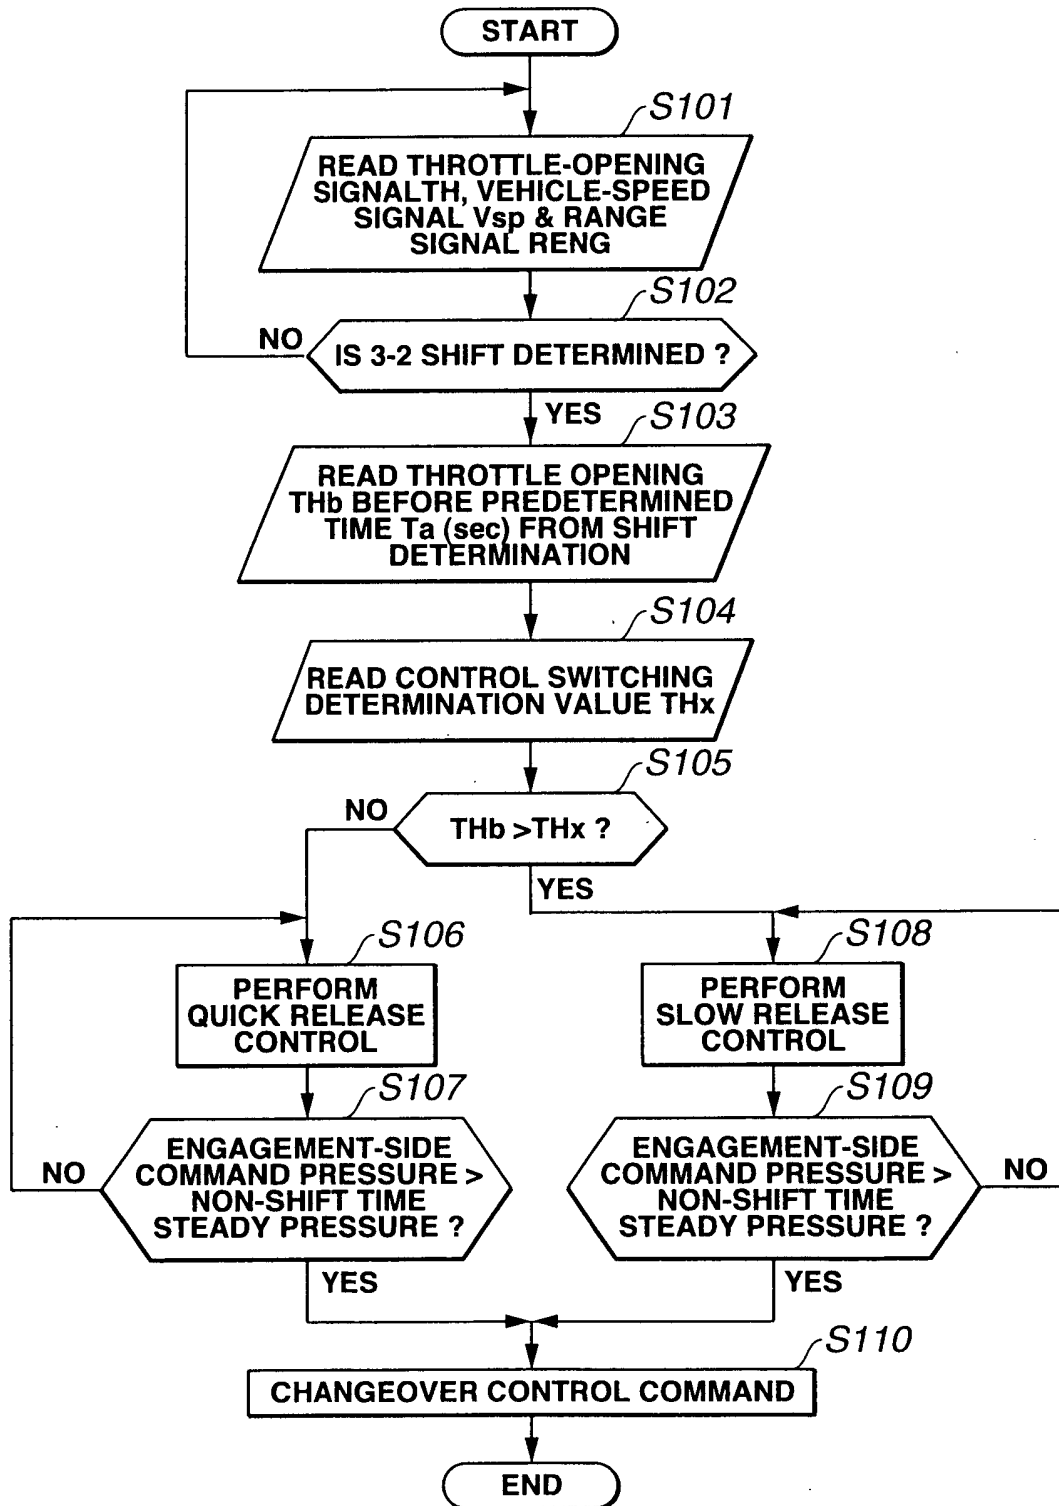 START
S101
READ THROTTLE-OPENING
SIGNALTH, VEHICLE-SPEED
SIGNAL Vsp & RANGE
SIGNAL RENG
S102
NO
IS 3-2 SHIFT DETERMINED ?
YES
S103
READ THROTTLE OPENING
THb BEFORE PREDETERMINED
TIME Ta (sec) FROM SHIFT
DETERMINATION
S104
READ CONTROL SWITCHING
DETERMINATION VALUE THx
S105
NO
THb >THx ?
YES
S106
PERFORM
QUICK RELEASE
CONTROL
S107
NO
ENGAGEMENT-SIDE
COMMAND PRESSURE >
NON-SHIFT TIME
STEADY PRESSURE ?
YES
S108
PERFORM
SLOW RELEASE
CONTROL
S109
ENGAGEMENT-SIDE
COMMAND PRESSURE >
NON-SHIFT TIME
STEADY PRESSURE ?
NO
YES
S110
CHANGEOVER CONTROL COMMAND
END